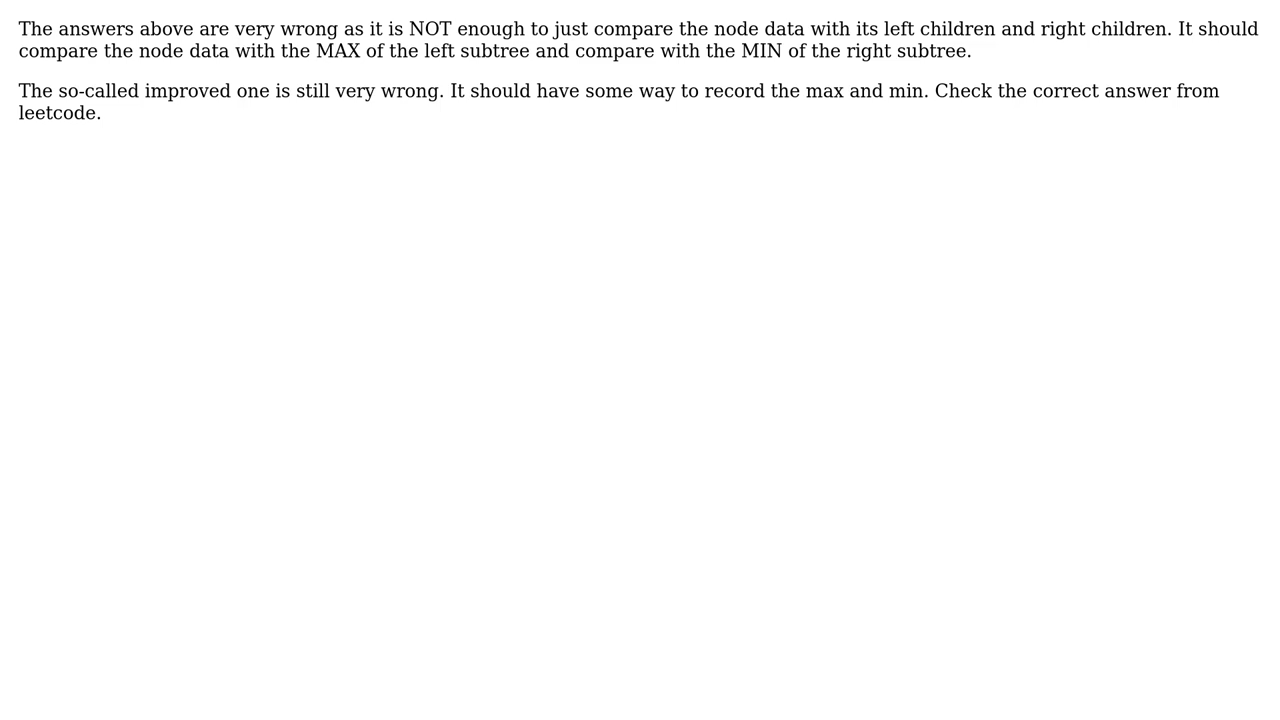 The answers above are very wrong as it is NOT enough to just compare the node data with its left children and right children. It should
compare the node data with the MAX of the left subtree and compare with the MIN of the right subtree.
The so-called improved one is still very wrong. It should have some way to record the max and min. Check the correct answer from
leetcode.